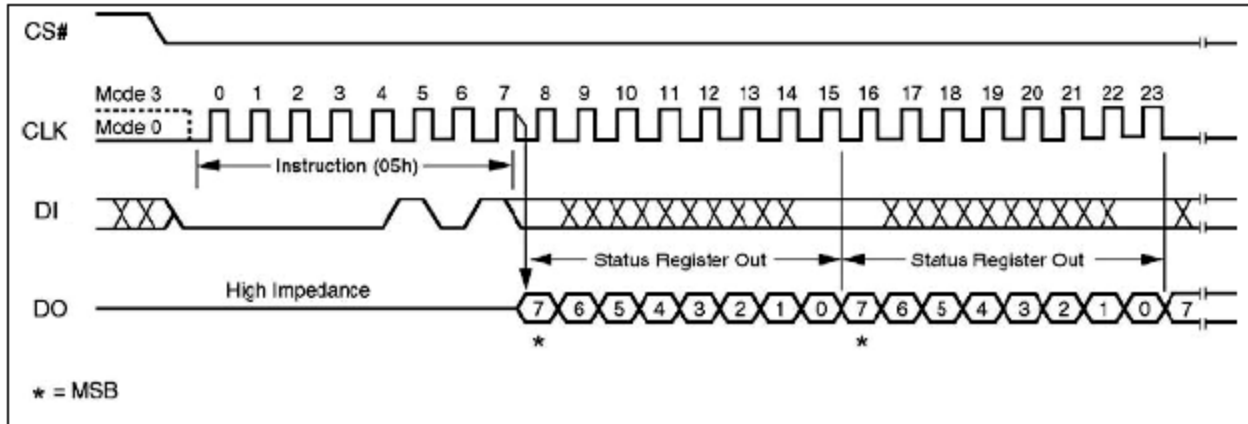 CS#
Mode 3
0 1 2 3 4 5 6 7 8 9 10 11 12 13 14 15 16 17 18 19 20 21 22 23
CLK
Mode 0
Instruction (05h)
DI
Status Register Out
Status Register Out
High Impedance
DO
7 6 5 4 3 2 1 0 7 6 5 4 3 2 1 0 7
* *
* = MSB